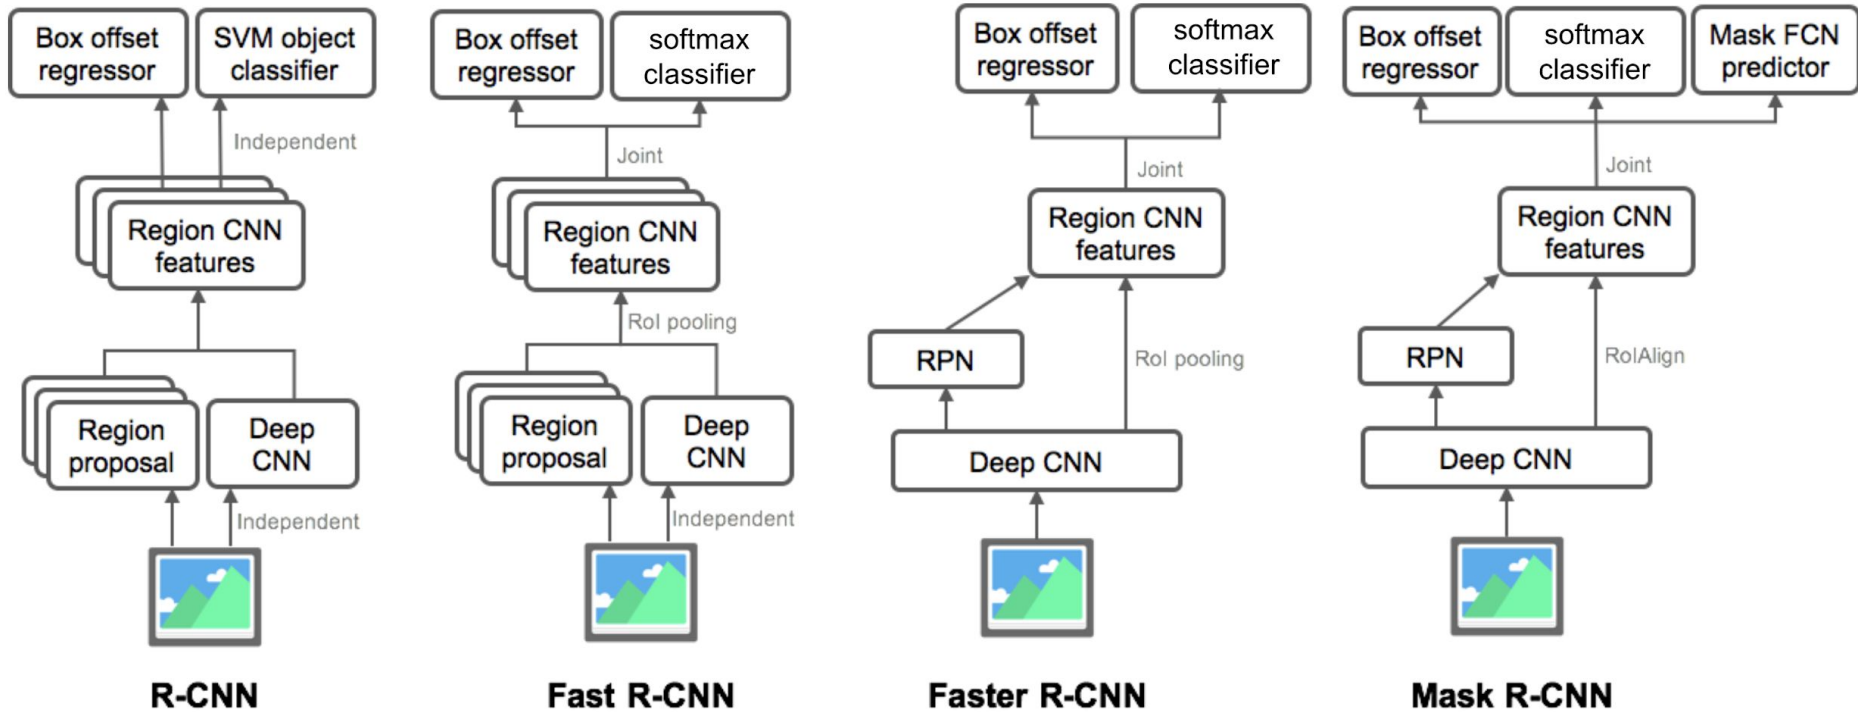 Box offset
regressor
SVM object
classifier
Independent
Region CNN
features
Region
proposal
Deep
CNN
Independent
R-CNN
Box offset
regressor
softmax
classifier
Joint
Region CNN
features
RoI pooling
Region
proposal
Deep
CNN
Independent
Fast R-CNN
Box offset
regressor
softmax
classifier
Joint
Region CNN
features
RPN
RoI pooling
Deep CNN
Faster R-CNN
Box offset
regressor
softmax
classifier
Mask FCN
predictor
Joint
Region CNN
features
RPN
RoIAlign
Deep CNN
Mask R-CNN